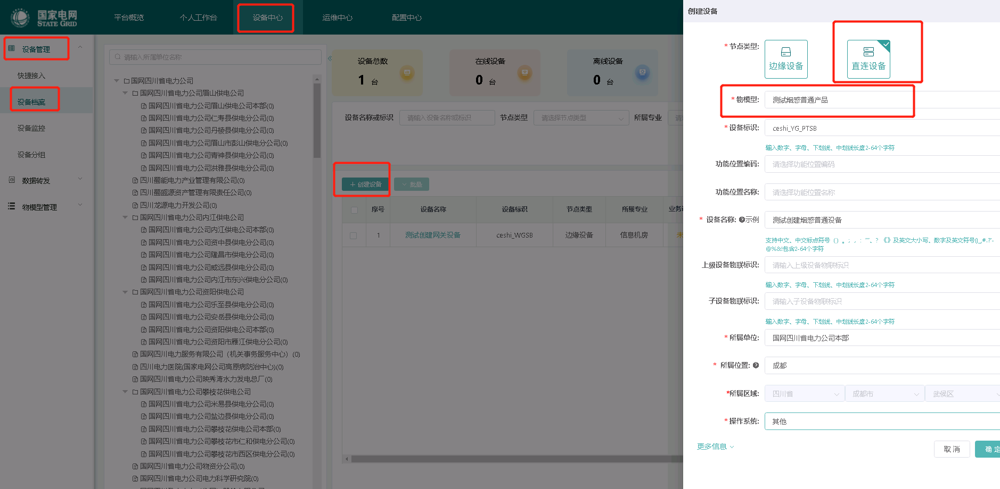 国家电网
STATE GRID
平台概览
个人工作台
设备中心
运维中心
配置中心
设备管理
快捷接入
设备档案
设备监控
设备分组
数据转发
物模型管理
请输入所属单位名称
国网四川省电力公司
国网四川省电力公司眉山供电公司
国网四川省电力公司眉山供电公司本部(0)
国网四川省电力公司仁寿县供电分公司(0)
国网四川省电力公司丹棱县供电分公司(0)
国网四川省电力公司眉山市彭山供电分公司(0)
国网四川省电力公司青神县供电分公司(0)
国网四川省电力公司洪雅县供电分公司(0)
四川蜀能电力产业管理有限公司(0)
四川蜀盛源资产管理有限责任公司(0)
四川龙源电力开发公司(0)
国网四川省电力公司内江供电公司
国网四川省电力公司内江供电公司本部(0)
国网四川省电力公司资中县供电分公司(0)
国网四川省电力公司隆昌市供电分公司(0)
国网四川省电力公司威远县供电分公司(0)
国网四川省电力公司内江市东兴供电分公司(0)
国网四川省电力公司资阳供电公司
国网四川省电力公司乐至县供电分公司(0)
国网四川省电力公司安岳县供电分公司(0)
国网四川省电力公司资阳供电公司本部(0)
国网四川省电力公司资阳市雁江供电分公司(0)
国网四川电力服务有限公司（机关事务服务中心）(0)
四川电力医院(国家电网公司高原病防治中心)(0)
国网四川省电力公司映秀湾水力发电总厂(0)
国网四川省电力公司攀枝花供电公司
国网四川省电力公司米易县供电分公司(0)
国网四川省电力公司盐边县供电分公司(0)
国网四川省电力公司攀枝花供电公司本部(0)
国网四川省电力公司攀枝花市仁和供电分公司(0)
国网四川省电力公司攀枝花市西区供电分公司(0)
国网四川省电力公司物资分公司(0)
国网四川省电力公司电力科学研究院(0)
设备总数
1 台
在线设备
0 台
离线设备
0 台
设备名称或标识 请输入设备名称或标识 节点类型 请选择节点类型 所属专业 请
+ 创建设备 批量
序号 设备名称 设备标识 节点类型 所属专业 业务
1 测试创建网关设备 ceshi_WGSB 边缘设备 信息机房 未
创建设备
*节点类型: 边缘设备 直连设备
*物模型: 测试烟感普通产品
*设备标识: ceshi_YG_PTSB
输入数字、字母、下划线、中划线长度2-64个字符
功能位置编码: 请选择功能位置编码
功能位置名称: 请选择功能位置名称
* 设备名称: 示例 测试创建烟感普通设备
支持中文、中文标点符号（）。；，：“”、？《》及英文大小写、数字及英文符号()_,#.?'-
@%&!包含2-64个字符
上级设备物联标识: 请输入上级设备物联标识
输入数字、字母、下划线、中划线长度2-64个字符
子设备物联标识: 请输入子设备物联标识
输入数字、字母、下划线、中划线长度2-64个字符
*所属单位: 国网四川省电力公司本部
* 所属位置: 成都
*所属区域: 四川省 成都市 武侯区
*操作系统: 其他
更多信息
取 消
确 定